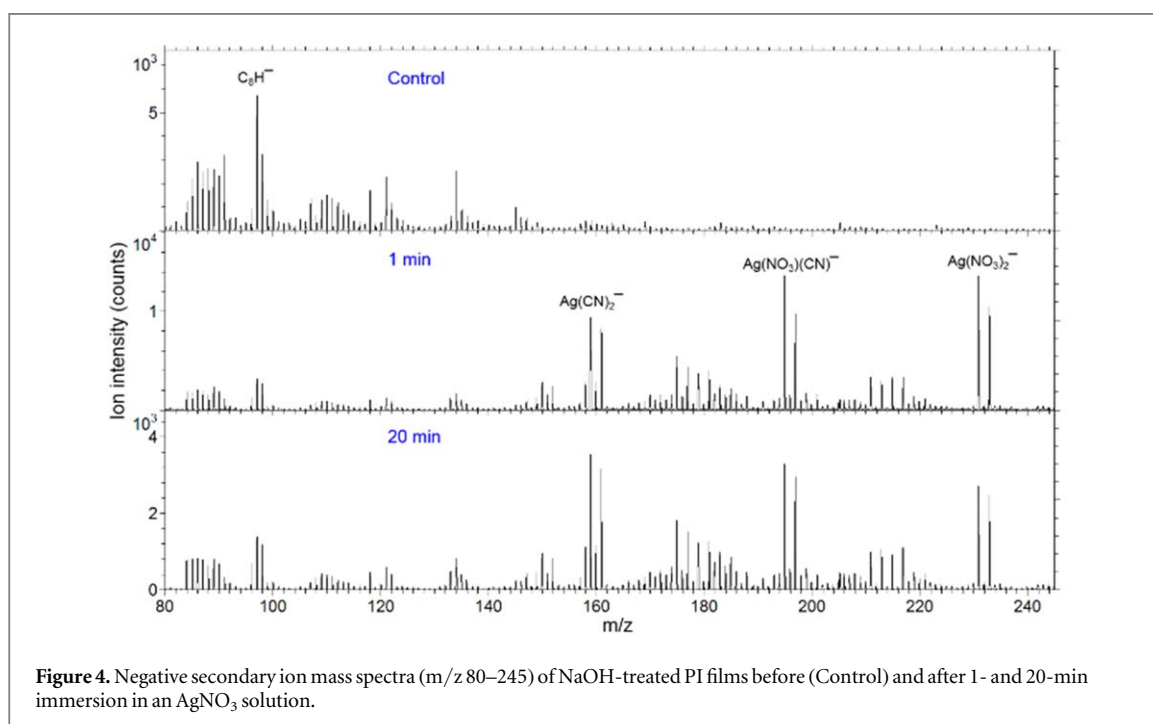 10³
C₈H⁻
Control
5
10⁴
1 min
Ag(NO₃)(CN)⁻
Ag(NO₃)₂⁻
Ag(CN)₂⁻
1
Ion intensity (counts)
10³
4
20 min
2
0
80 100 120 140 160 180 200 220 240
m/z
Figure 4. Negative secondary ion mass spectra (m/z 80–245) of NaOH-treated PI films before (Control) and after 1- and 20-min
immersion in an AgNO₃ solution.